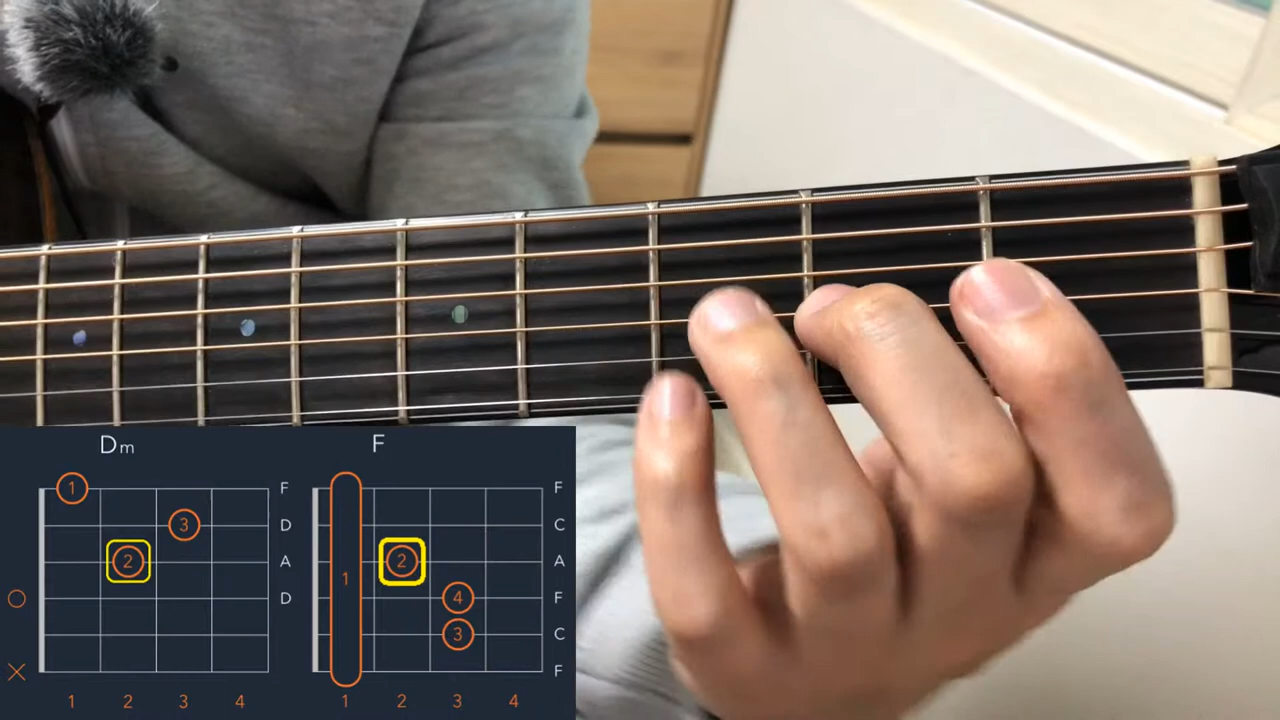 Dm F
1 F F
3 D C
2 A 2 A
1
D 4 F
3 C
F
1 2 3 4 1 2 3 4